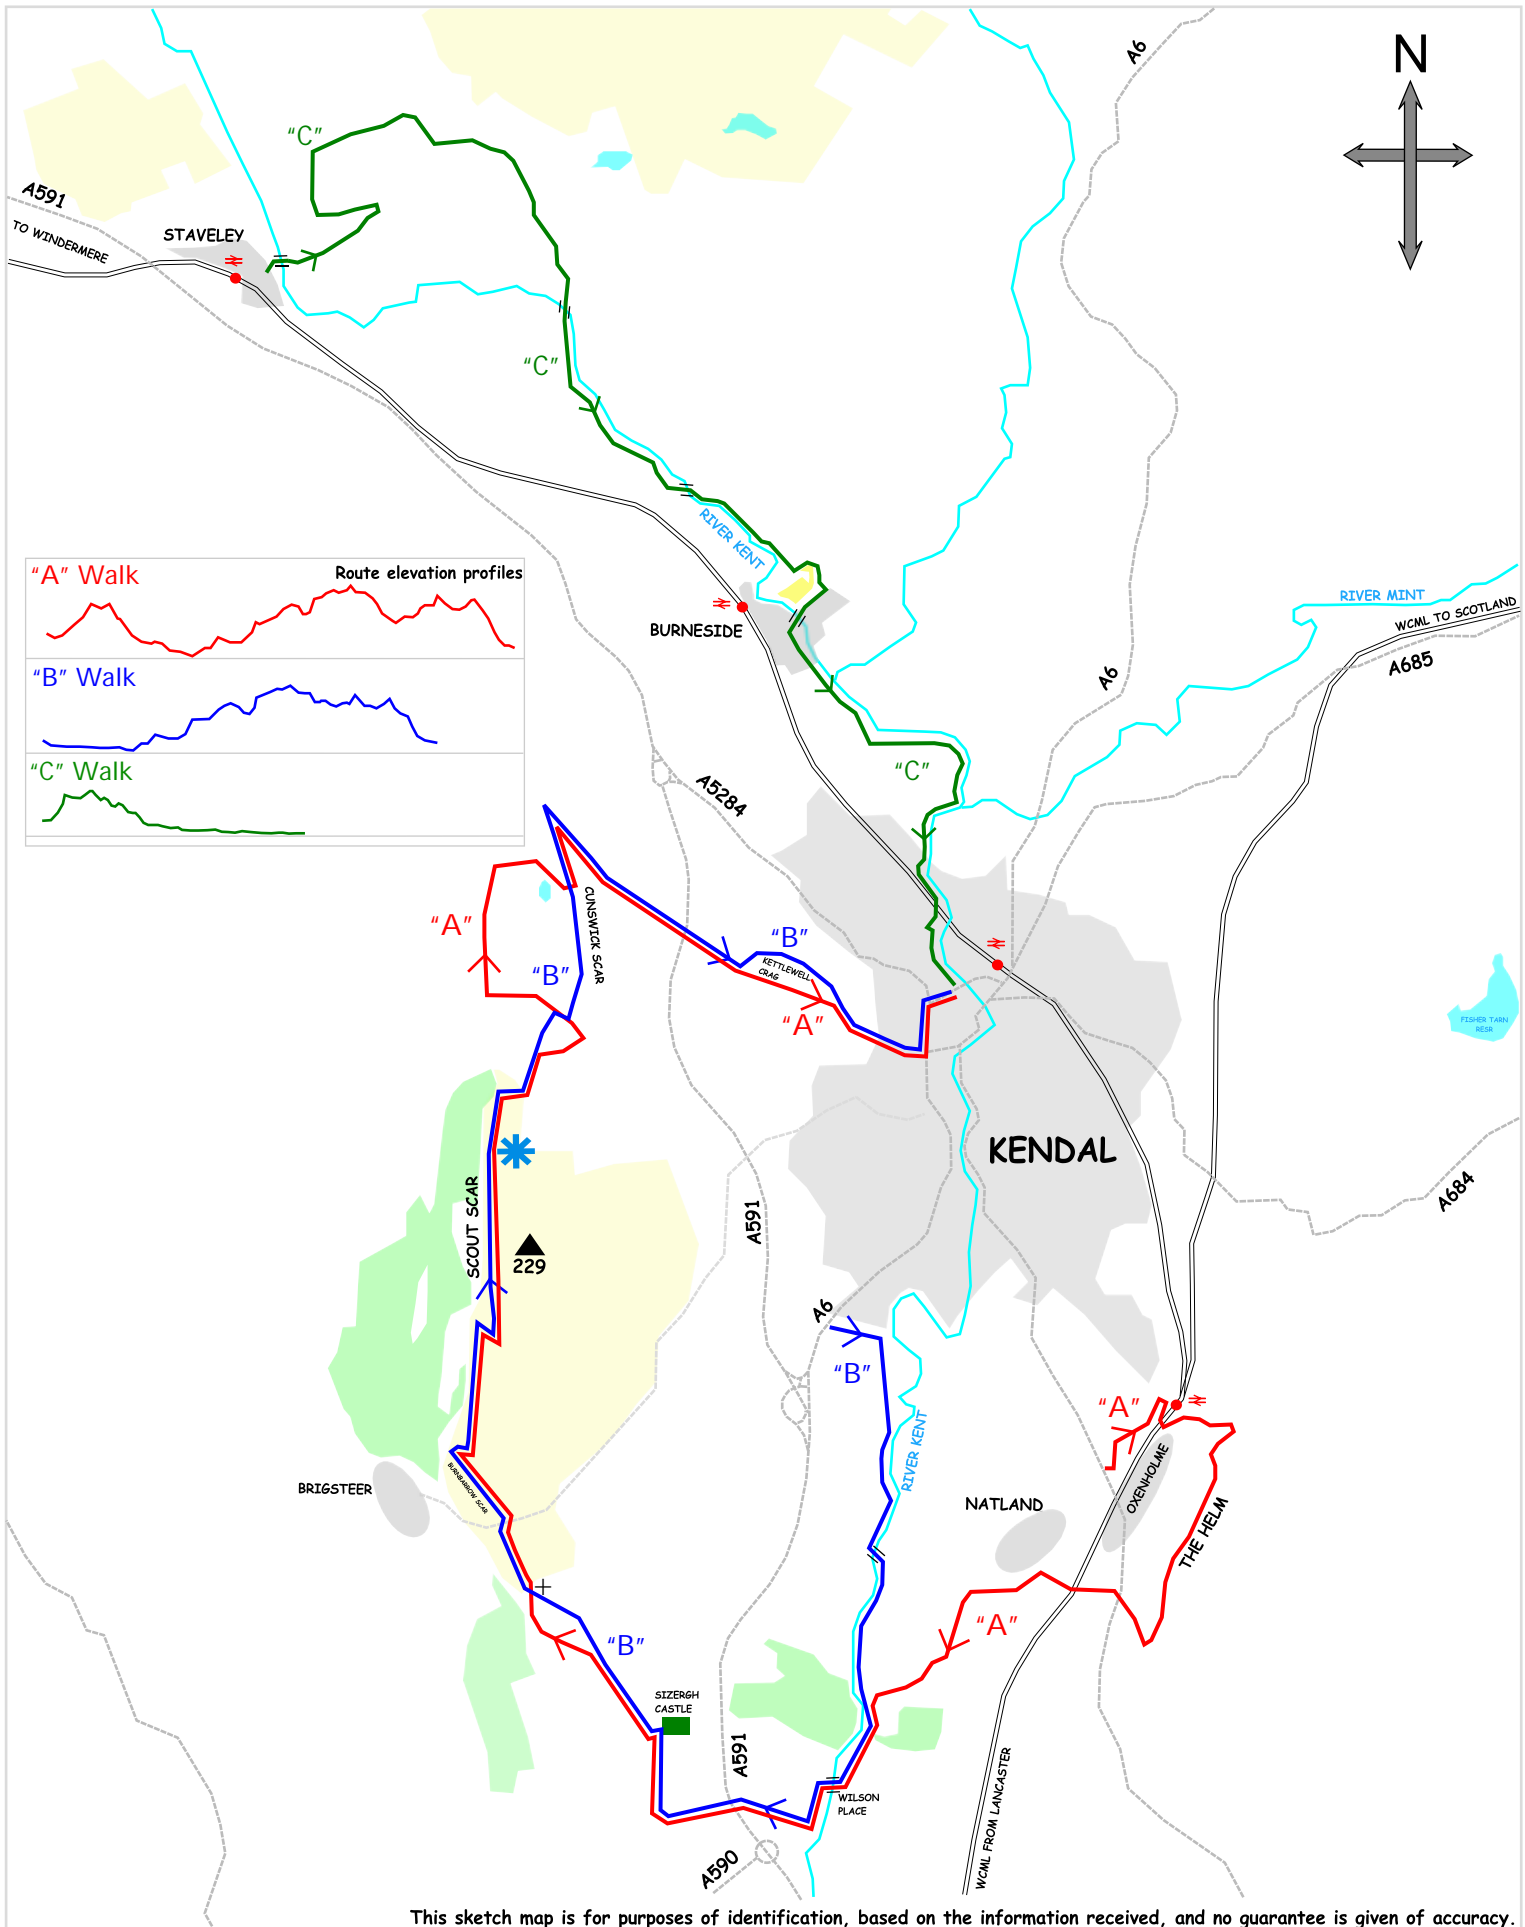 A6
N
"C"
A591
TO WINDERMERE
STAVELEY
"C"
RIVER KENT
"A" Walk
Route elevation profiles
"B" Walk
"C" Walk
BURNESIDE
RIVER MINT
WCML TO SCOTLAND
A685
A6
A5284
"C"
CUNSWICK SCAR
"A"
"B"
"B"
KETTLEWELL
CRAG
"A"
FISHER TARN
RESR
KENDAL
A684
SCOUT SCAR
A591
229
A6
"B"
"A"
RIVER KENT
BRIGSTEER
BURNBARROW SCAR
NATLAND
OXENHOLME
THE HELM
"A"
"B"
SIZERGH
CASTLE
A591
WILSON
PLACE
WCML FROM LANCASTER
A590
This sketch map is for purposes of identification, based on the information received, and no guarantee is given of accuracy.